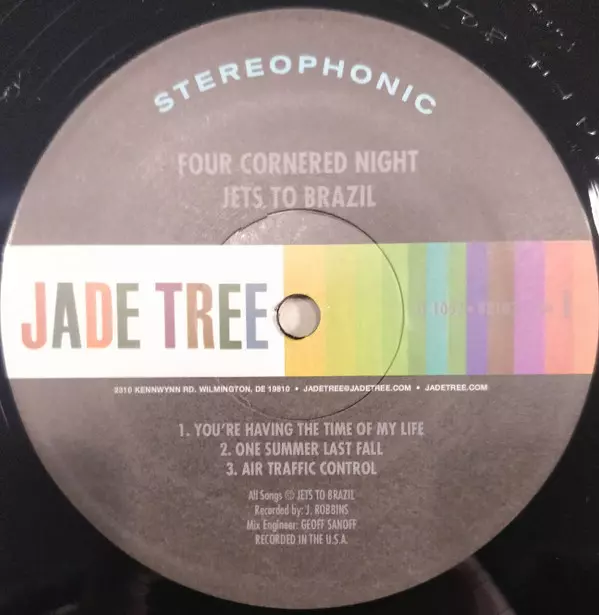 STEREOPHONIC
FOUR CORNERED NIGHT
JETS TO BRAZIL
JADE TREE
2310 KENNWYNN RD. WILMINGTON, DE 19810 • JADETREE@JADETREE.COM • JADETREE.COM
1. YOU'RE HAVING THE TIME OF MY LIFE
2. ONE SUMMER LAST FALL
3. AIR TRAFFIC CONTROL
All Songs © JETS TO BRAZIL
Recorded by: J. ROBBINS
Mix Engineer: GEOFF SANOFF
RECORDED IN THE U.S.A.